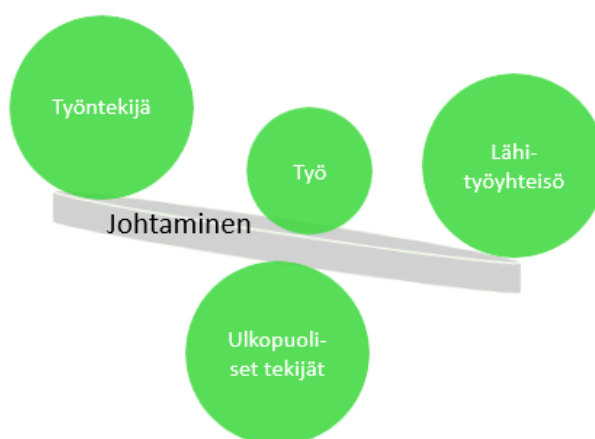 Työntekijä
Työ
Lähi-
työyhteisö
Johtaminen
Ulkopuoli-
set tekijät